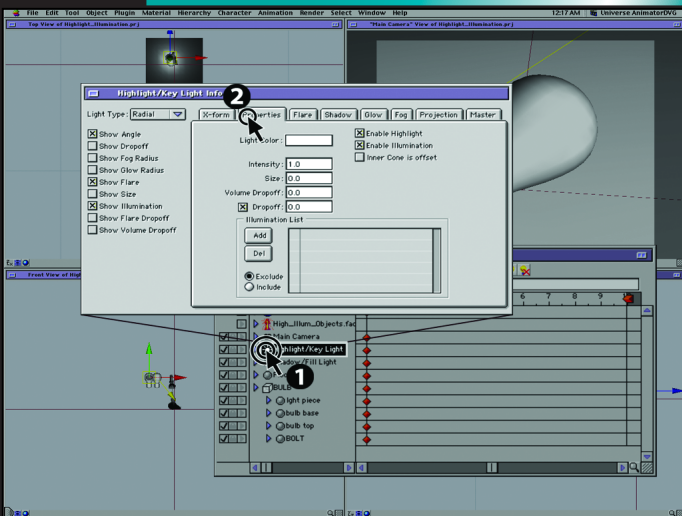 File Edit Tool Object Plugin Material Hierarchy Character Animation Render Select Window Help 12:17 AM Universe AnimatorDVG
Top View of Highlight_Illumination.prj
"Main Camera" View of Highlight_Illumination.prj
Highlight/Key Light Info
2
Light Type: Radial
X-form Properties Flare Shadow Glow Fog Projection Master
Show Angle
Show Dropoff
Show Fog Radius
Show Glow Radius
Show Flare
Show Size
Show Illumination
Show Flare Dropoff
Show Volume Dropoff
Light Color:
Intensity: 1.0
Size: 0.0
Volume Dropoff: 0.0
Dropoff: 0.0
Enable Highlight
Enable Illumination
Inner Cone is offset
Illumination List
Add
Del
Exclude
Include
Front View of
6 7 8 9
High_Illum_Objects.fac
Main Camera
Highlight/Key Light
Shadow/Fill Light
1
BULB
lght piece
bulb base
bulb top
BOLT